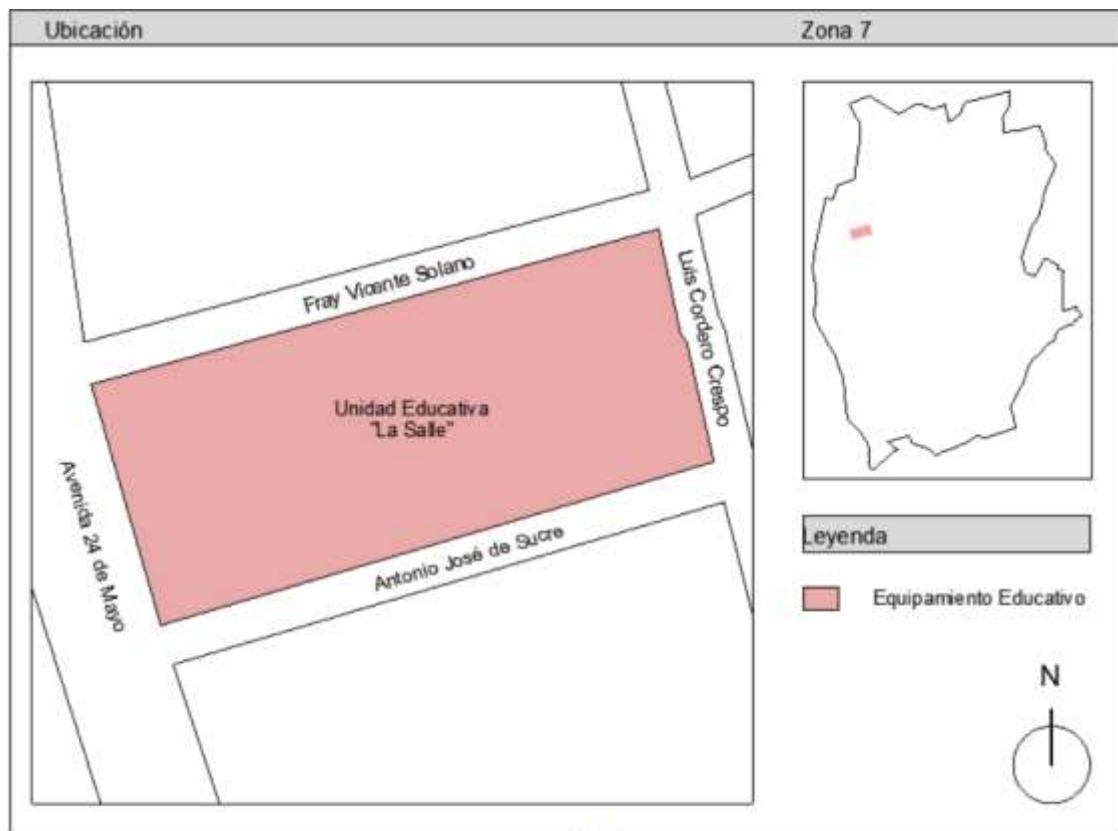 Ubicación
Zona 7
Fray Vicente Solano
Luis Cordero Crespo
Unidad Educativa
"La Salle"
Avenida 24 de Mayo
Antonio José de Sucre
Leyenda
Equipamiento Educativo
N